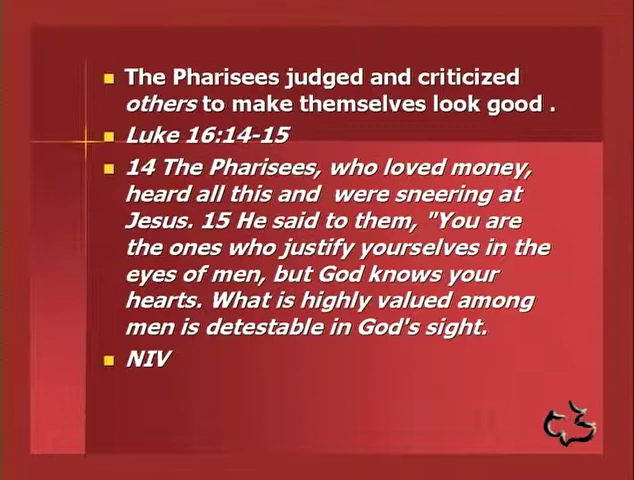 The Pharisees judged and criticized
others to make themselves look good .
Luke 16:14-15
14 The Pharisees, who loved money,
heard all this and  were sneering at
Jesus. 15 He said to them, "You are
the ones who justify yourselves in the
eyes of men, but God knows your
hearts. What is highly valued among
men is detestable in God's sight.
NIV